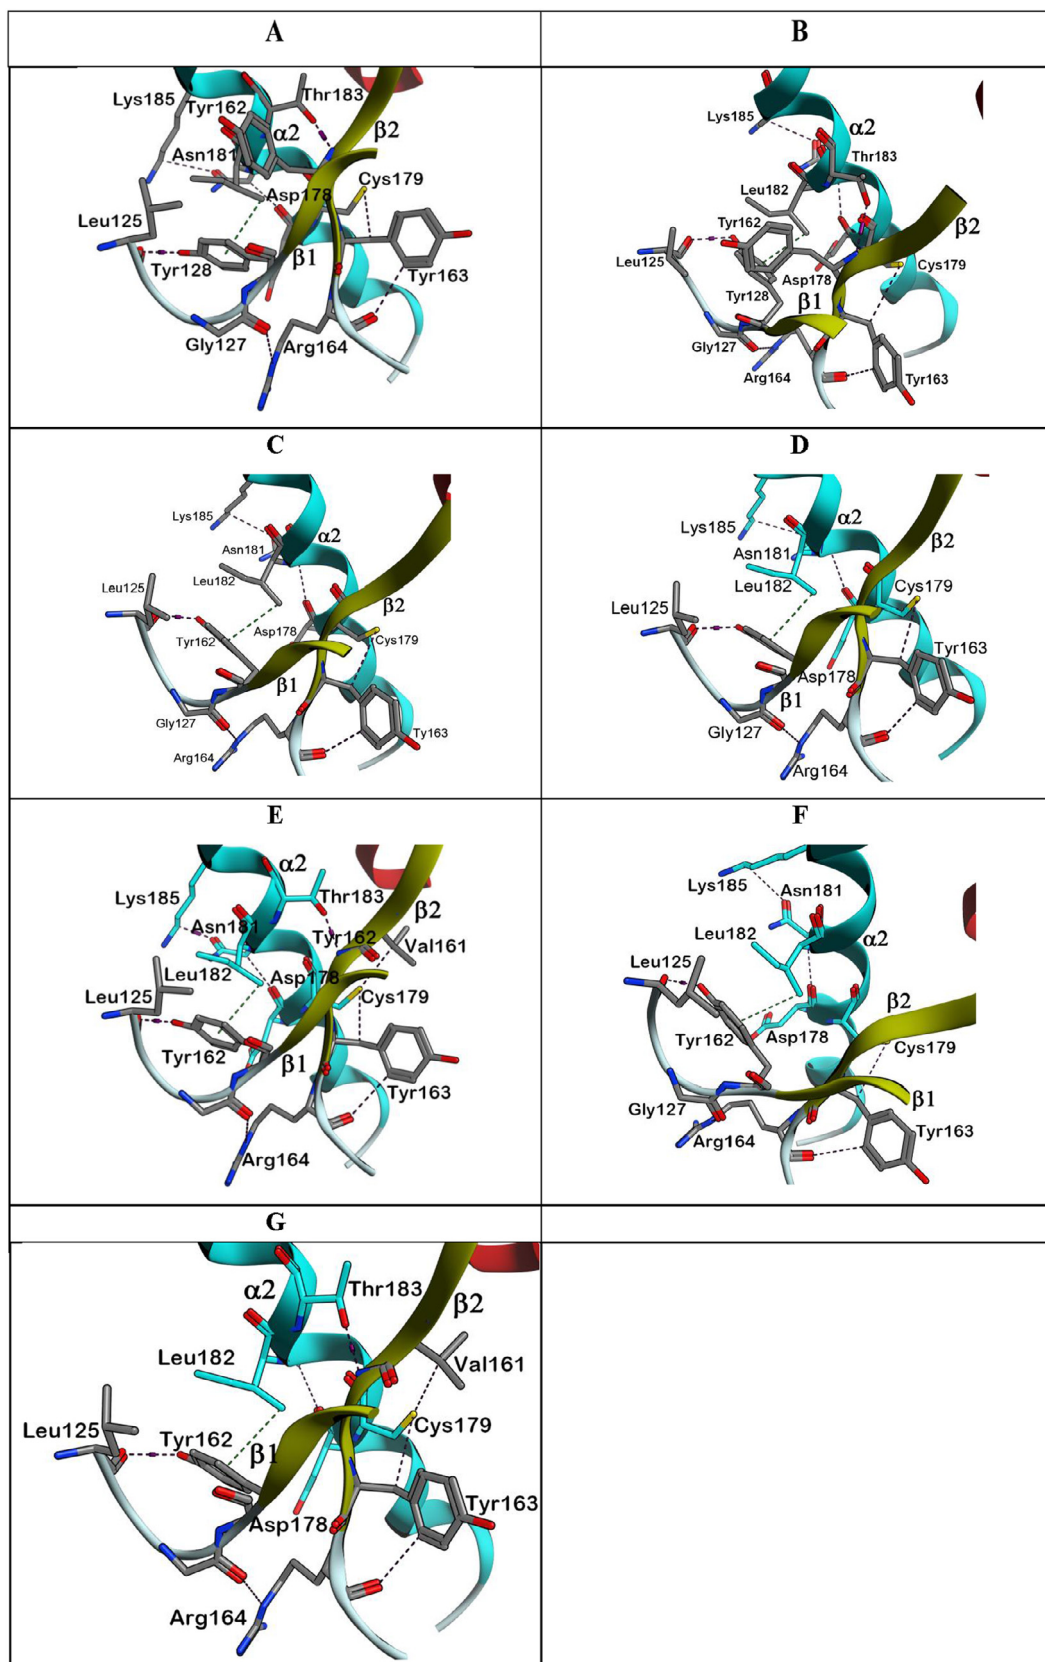 A
B
Lys185
Tyr162
Thr183
α2
β2
Asn181
Asp178
Cys179
Leu125
β1
Tyr128
Tyr163
Gly127
Arg164
Lys185
α2
Thr183
Leu182
β2
Tyr162
Leu125
Cys179
Asp178
Tyr128
β1
Gly127
Arg164
Tyr163
C
D
Lys185
α2
Asn181
Leu182
Leu125
β2
Tyr162
Asp178
Cys179
β1
Gly127
Ty163
Arg164
Lys185
α2
Asn181
β2
Leu182
Cys179
Leu125
Tyr163
Asp178
β1
Gly127
Arg164
E
F
α2
Lys185
Thr183
β2
Asn181
Tyr162
Val161
Leu182
Asp178
Leu125
Cys179
Tyr162
β1
Tyr163
Arg164
Lys185
Asn181
Leu182
α2
Leu125
β2
Tyr162
Asp178
Cys179
β1
Gly127
Arg164
Tyr163
G
α2
Thr183
β2
Leu182
Val161
Leu125
Tyr162
Cys179
β1
Tyr163
Asp178
Arg164